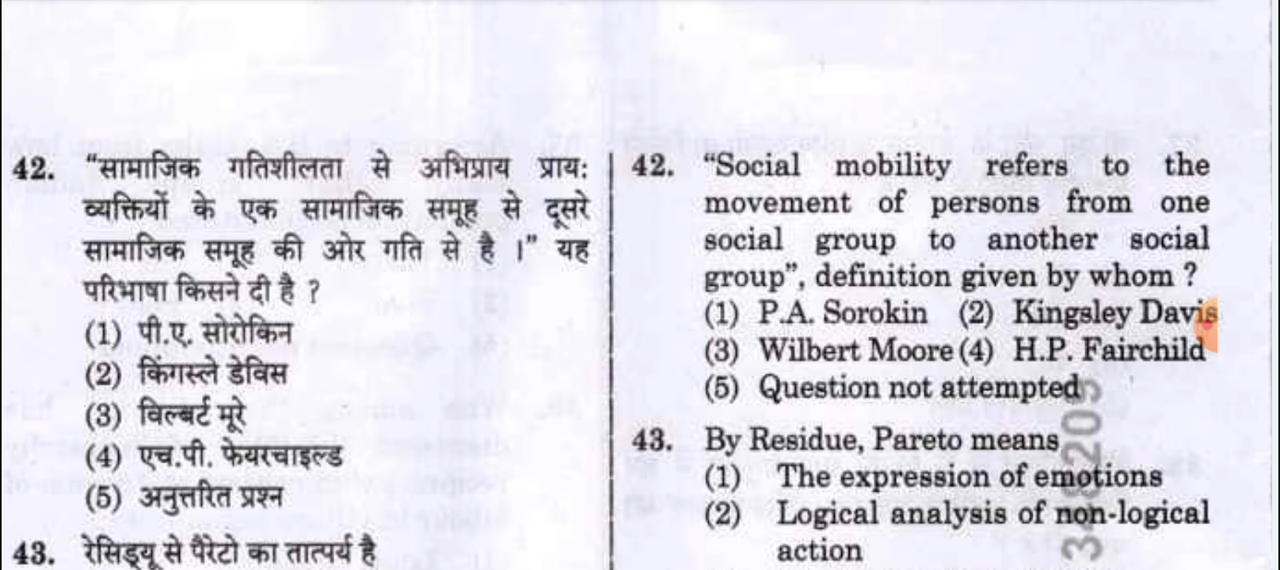 42. “सामाजिक गतिशीलता से अभिप्राय प्राय:
व्यक्तियों के एक सामाजिक समूह से दूसरे
सामाजिक समूह की ओर गति से है ।” यह
परिभाषा किसने दी है ?
(1) पी.ए. सोरोकिन
(2) किंगस्ले डेविस
(3) विल्बर्ट मूरे
(4) एच.पी. फेयरचाइल्ड
(5) अनुत्तरित प्रश्न
43. रेसिड्यू से पैरेटो का तात्पर्य है
42. “Social mobility refers to the
movement of persons from one
social group to another social
group”, definition given by whom ?
(1) P.A. Sorokin (2) Kingsley Davis
(3) Wilbert Moore (4) H.P. Fairchild
(5) Question not attempted
43. By Residue, Pareto means
(1) The expression of emotions
(2) Logical analysis of non-logical
action
3482209